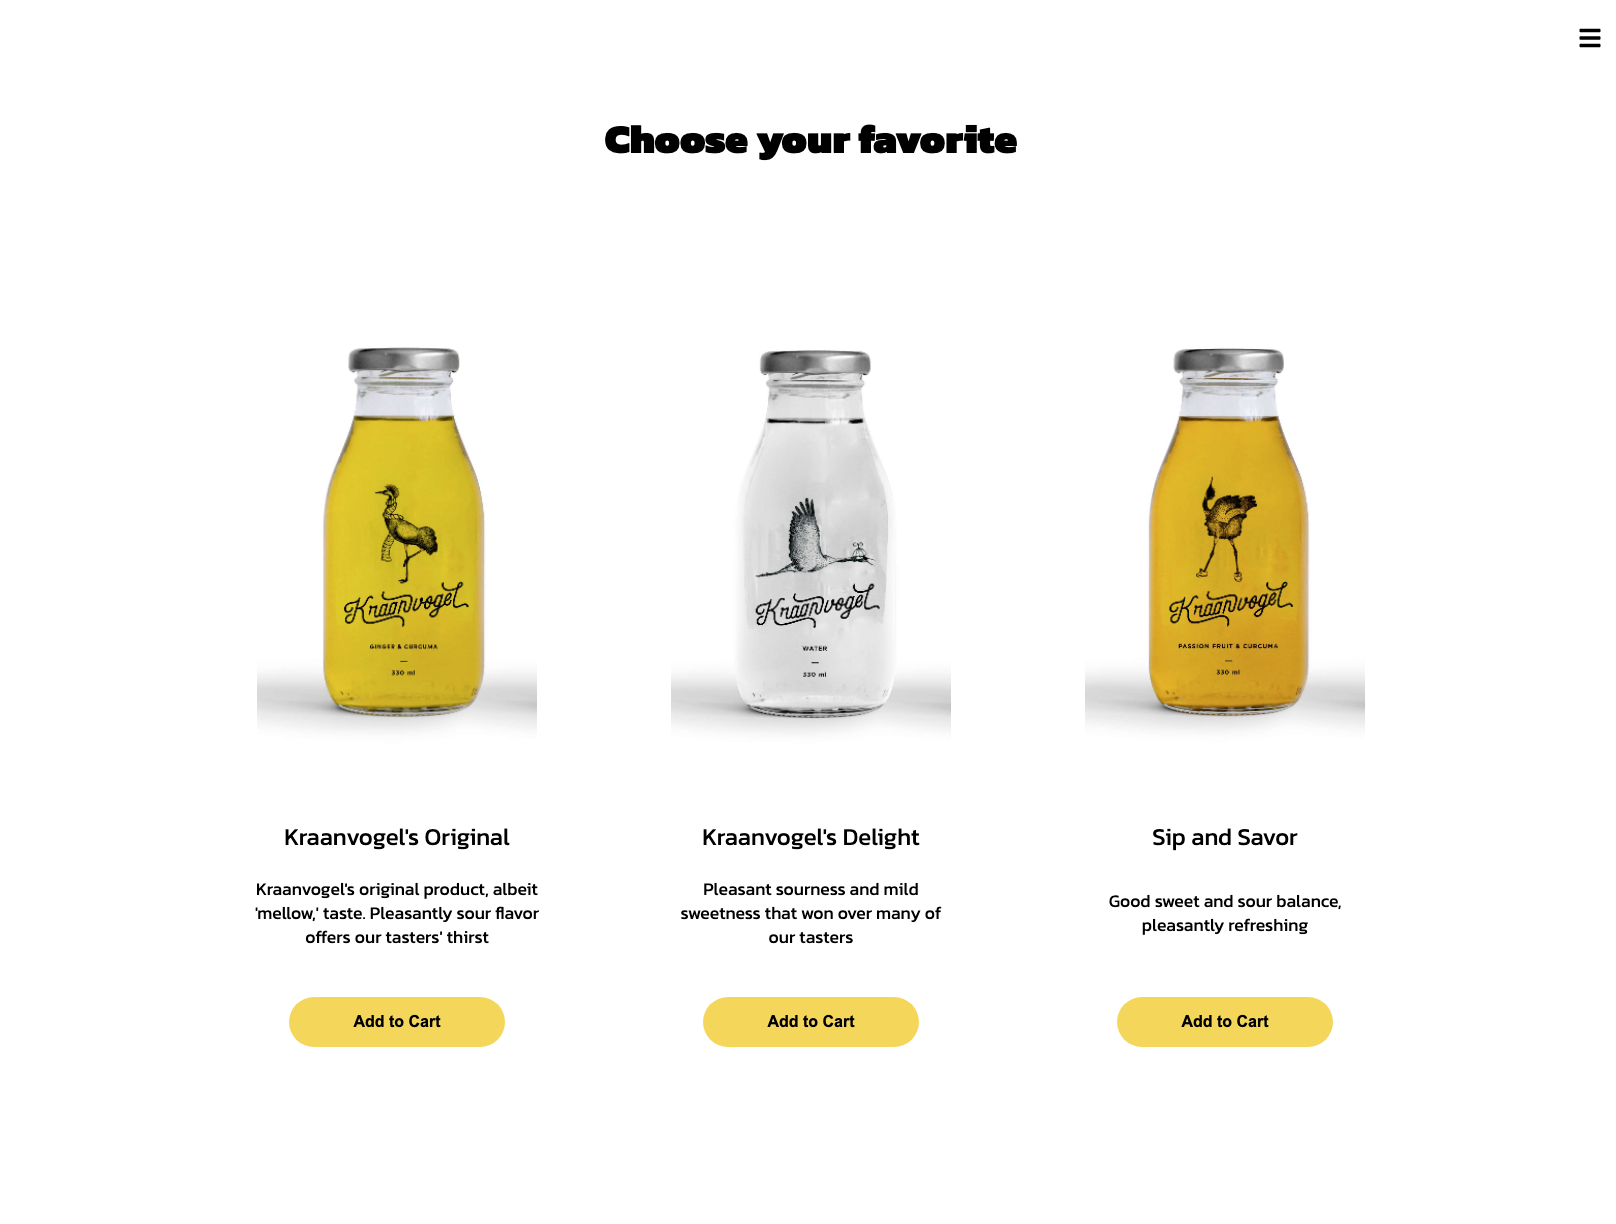 Choose your favorite
Kraanvogel
GINGER & CURCUMA
330 ml
Kraanvogel
WATER
330 ml
Kraanvogel
PASSION FRUIT & CURCUMA
330 ml
Kraanvogel's Original
Kraanvogel's original product, albeit
'mellow,' taste. Pleasantly sour flavor
offers our tasters' thirst
Add to Cart
Kraanvogel's Delight
Pleasant sourness and mild
sweetness that won over many of
our tasters
Add to Cart
Sip and Savor
Good sweet and sour balance,
pleasantly refreshing
Add to Cart